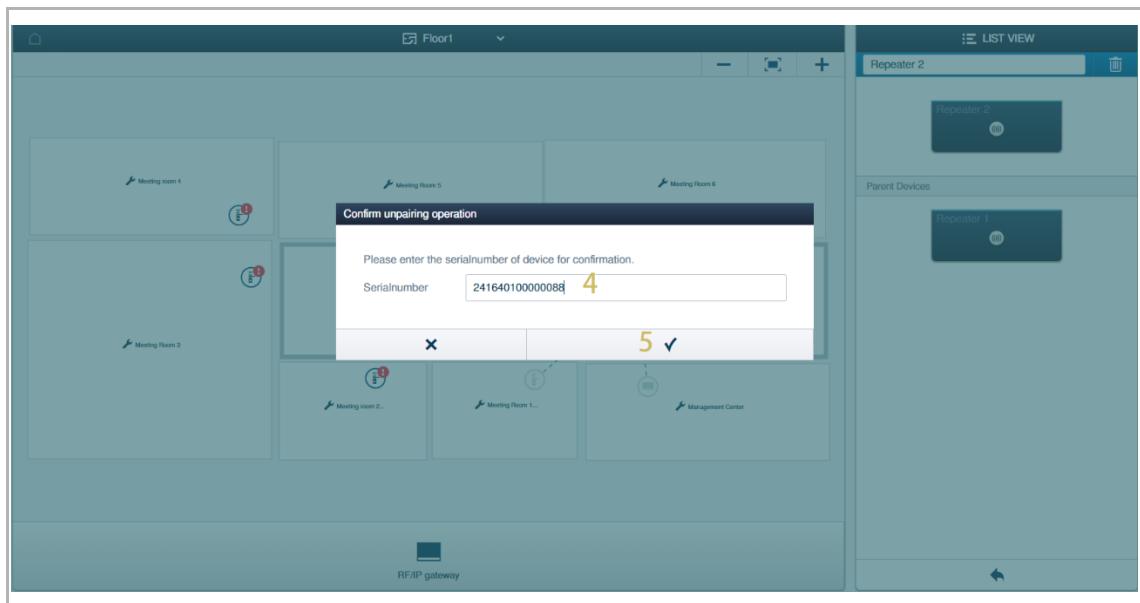 Floor1
LIST VIEW
Repeater 2
Repeater 2
Meeting room 4
Meeting Room 5
Meeting Room 6
Parent Devices
Repeater 1
Confirm unpairing operation
Please enter the serialnumber of device for confirmation.
Serialnumber 241640100000088 4
5
Meeting Room 3
Meeting room 2...
Meeting Room 1...
Management Center
RF/IP gateway